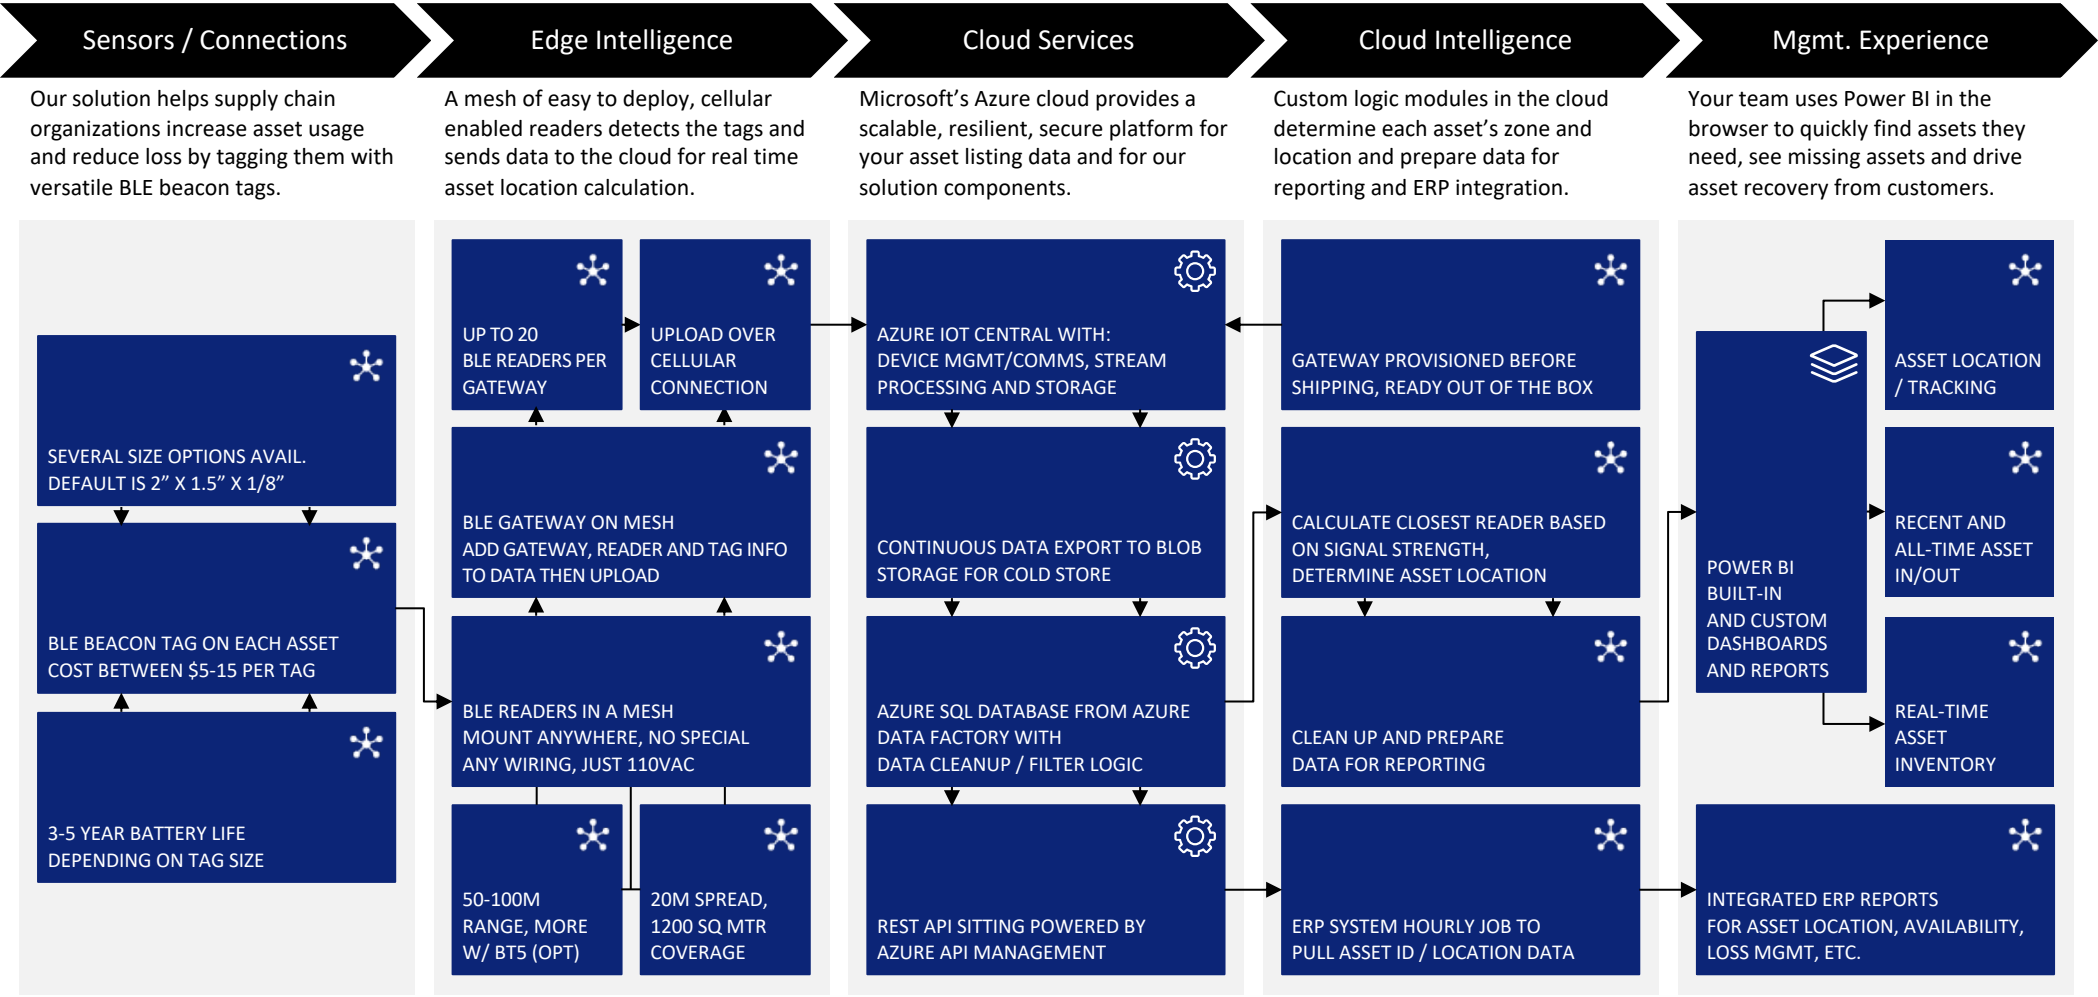 Sensors / Connections
Edge Intelligence
Cloud Services
Cloud Intelligence
Mgmt. Experience
Our solution helps supply chain
organizations increase asset usage
and reduce loss by tagging them with
versatile BLE beacon tags.
A mesh of easy to deploy, cellular
enabled readers detects the tags and
sends data to the cloud for real time
asset location calculation.
Microsoft's Azure cloud provides a
scalable, resilient, secure platform for
your asset listing data and for our
solution components.
Custom logic modules in the cloud
determine each asset's zone and
location and prepare data for
reporting and ERP integration.
Your team uses Power BI in the
browser to quickly find assets they
need, see missing assets and drive
asset recovery from customers.
SEVERAL SIZE OPTIONS AVAIL.
DEFAULT IS 2” X 1.5” X 1/8”
BLE BEACON TAG ON EACH ASSET
COST BETWEEN $5-15 PER TAG
3-5 YEAR BATTERY LIFE
DEPENDING ON TAG SIZE
UP TO 20
BLE READERS PER
GATEWAY
UPLOAD OVER
CELLULAR
CONNECTION
BLE GATEWAY ON MESH
ADD GATEWAY, READER AND TAG INFO
TO DATA THEN UPLOAD
BLE READERS IN A MESH
MOUNT ANYWHERE, NO SPECIAL
ANY WIRING, JUST 110VAC
50-100M
RANGE, MORE
W/ BT5 (OPT)
20M SPREAD,
1200 SQ MTR
COVERAGE
AZURE IOT CENTRAL WITH:
DEVICE MGMT/COMMS, STREAM
PROCESSING AND STORAGE
CONTINUOUS DATA EXPORT TO BLOB
STORAGE FOR COLD STORE
AZURE SQL DATABASE FROM AZURE
DATA FACTORY WITH
DATA CLEANUP / FILTER LOGIC
REST API SITTING POWERED BY
AZURE API MANAGEMENT
GATEWAY PROVISIONED BEFORE
SHIPPING, READY OUT OF THE BOX
CALCULATE CLOSEST READER BASED
ON SIGNAL STRENGTH,
DETERMINE ASSET LOCATION
CLEAN UP AND PREPARE
DATA FOR REPORTING
ERP SYSTEM HOURLY JOB TO
PULL ASSET ID / LOCATION DATA
POWER BI
BUILT-IN
AND CUSTOM
DASHBOARDS
AND REPORTS
ASSET LOCATION
/ TRACKING
RECENT AND
ALL-TIME ASSET
IN/OUT
REAL-TIME
ASSET
INVENTORY
INTEGRATED ERP REPORTS
FOR ASSET LOCATION, AVAILABILITY,
LOSS MGMT, ETC.